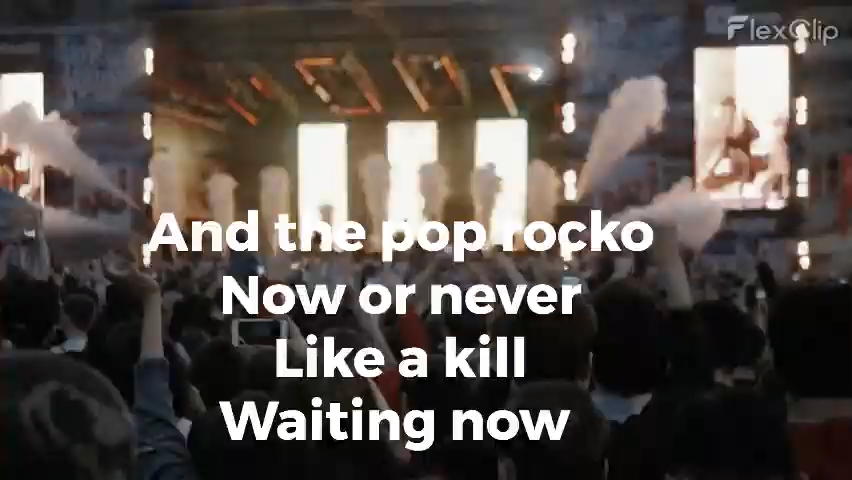 FlexClip
And the pop rocko
Now or never
Like a kill
Waiting now